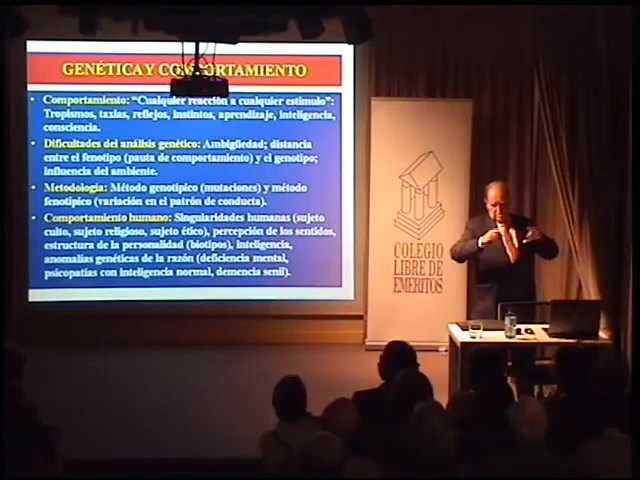 GENÉTICA Y COMPORTAMIENTO
• Comportamiento: “Cualquier reacción a cualquier estímulo”:
Tropismos, taxias, reflejos, instintos, aprendizaje, inteligencia,
consciencia.
• Dificultades del análisis genético: Ambigüedad; distancia
entre el fenotipo (pauta de comportamiento) y el genotipo;
influencia del ambiente.
• Metodología: Método genotípico (mutaciones) y método
fenotípico (variación en el patrón de conducta).
• Comportamiento humano: Singularidades humanas (sujeto
culto, sujeto religioso, sujeto ético), percepción de los sentidos,
estructura de la personalidad (biotipos), inteligencia,
anomalías genéticas de la razón (deficiencia mental,
psicopatías con inteligencia normal, demencia senil).
COLEGIO
LIBRE DE
EMÉRITOS